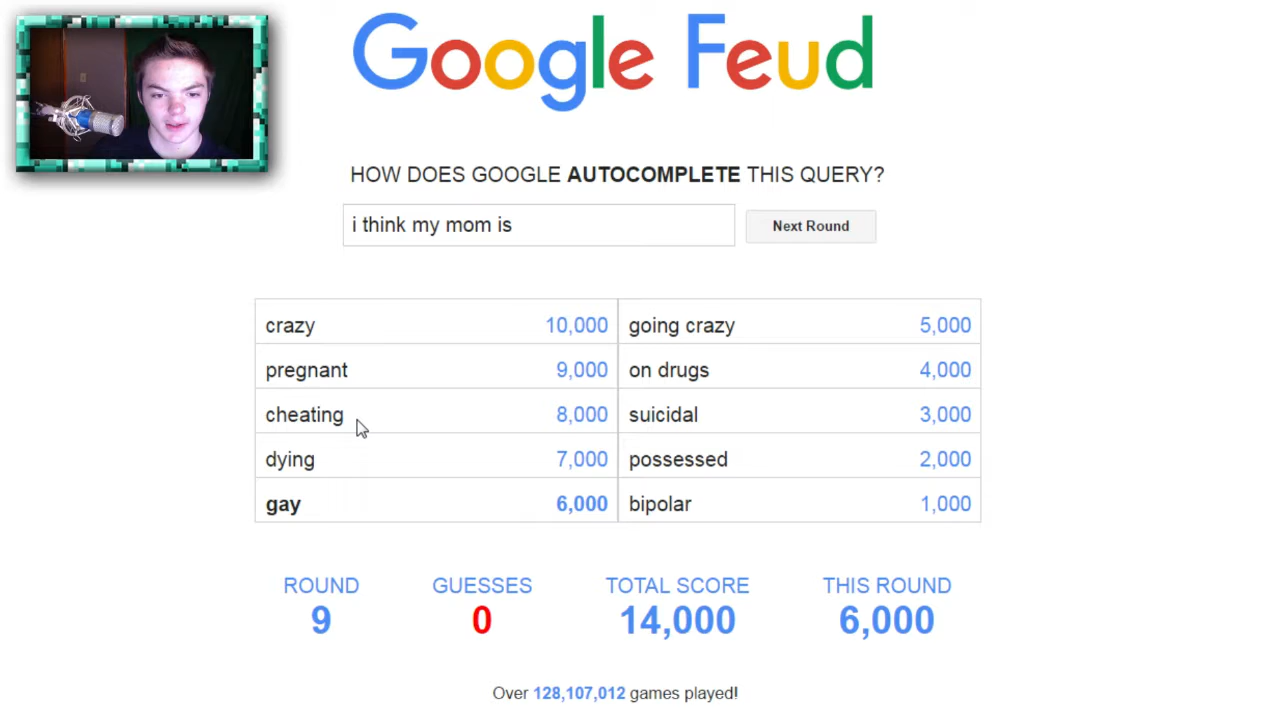 Google Feud
HOW DOES GOOGLE AUTOCOMPLETE THIS QUERY?
i think my mom is
Next Round
crazy 10,000 going crazy 5,000
pregnant 9,000 on drugs 4,000
cheating 8,000 suicidal 3,000
dying 7,000 possessed 2,000
gay 6,000 bipolar 1,000
ROUND GUESSES TOTAL SCORE THIS ROUND
9 0 14,000 6,000
Over 128,107,012 games played!